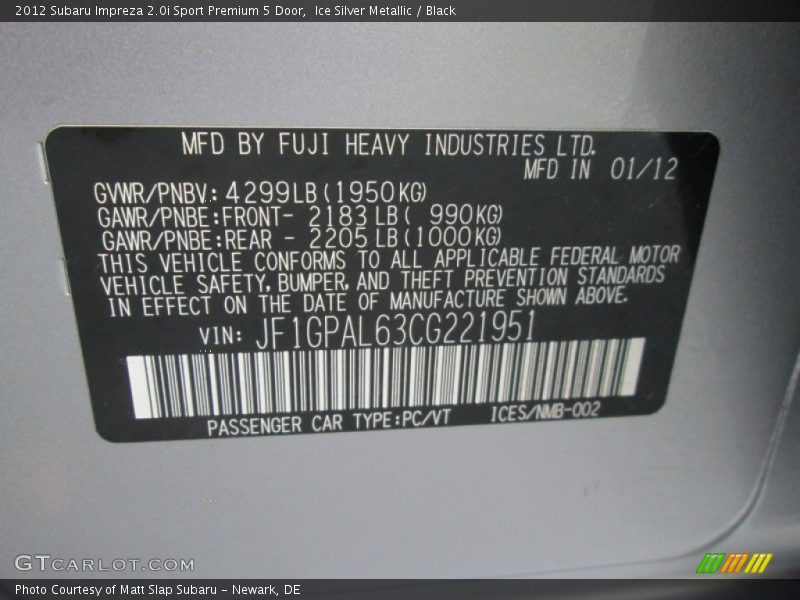 2012 Subaru Impreza 2.0i Sport Premium 5 Door,  Ice Silver Metallic / Black
MFD BY FUJI HEAVY INDUSTRIES LTD.
MFD IN 01/12
GVWR/PNBV: 4299LB(1950KG)
GAWR/PNBE:FRONT- 2183 LB( 990KG)
GAWR/PNBE:REAR - 2205 LB(1000KG)
THIS VEHICLE CONFORMS TO ALL APPLICABLE FEDERAL MOTOR
VEHICLE SAFETY, BUMPER, AND THEFT PREVENTION STANDARDS
IN EFFECT ON THE DATE OF MANUFACTURE SHOWN ABOVE.
VIN: JF1GPAL63CG221951
PASSENGER CAR TYPE:PC/VT ICES/NMB-002
GTCARLOT.COM
Photo Courtesy of Matt Slap Subaru - Newark, DE